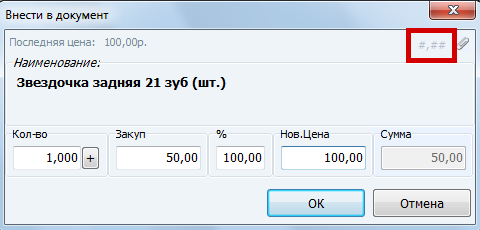 Внести в документ
Последняя цена: 100,00р. #,##
Наименование:
Звездочка задняя 21 зуб (шт.)
Кол-во Закуп % Нов.Цена Сумма
1,000 + 50,00 100,00 100,00 50,00
ОК Отмена